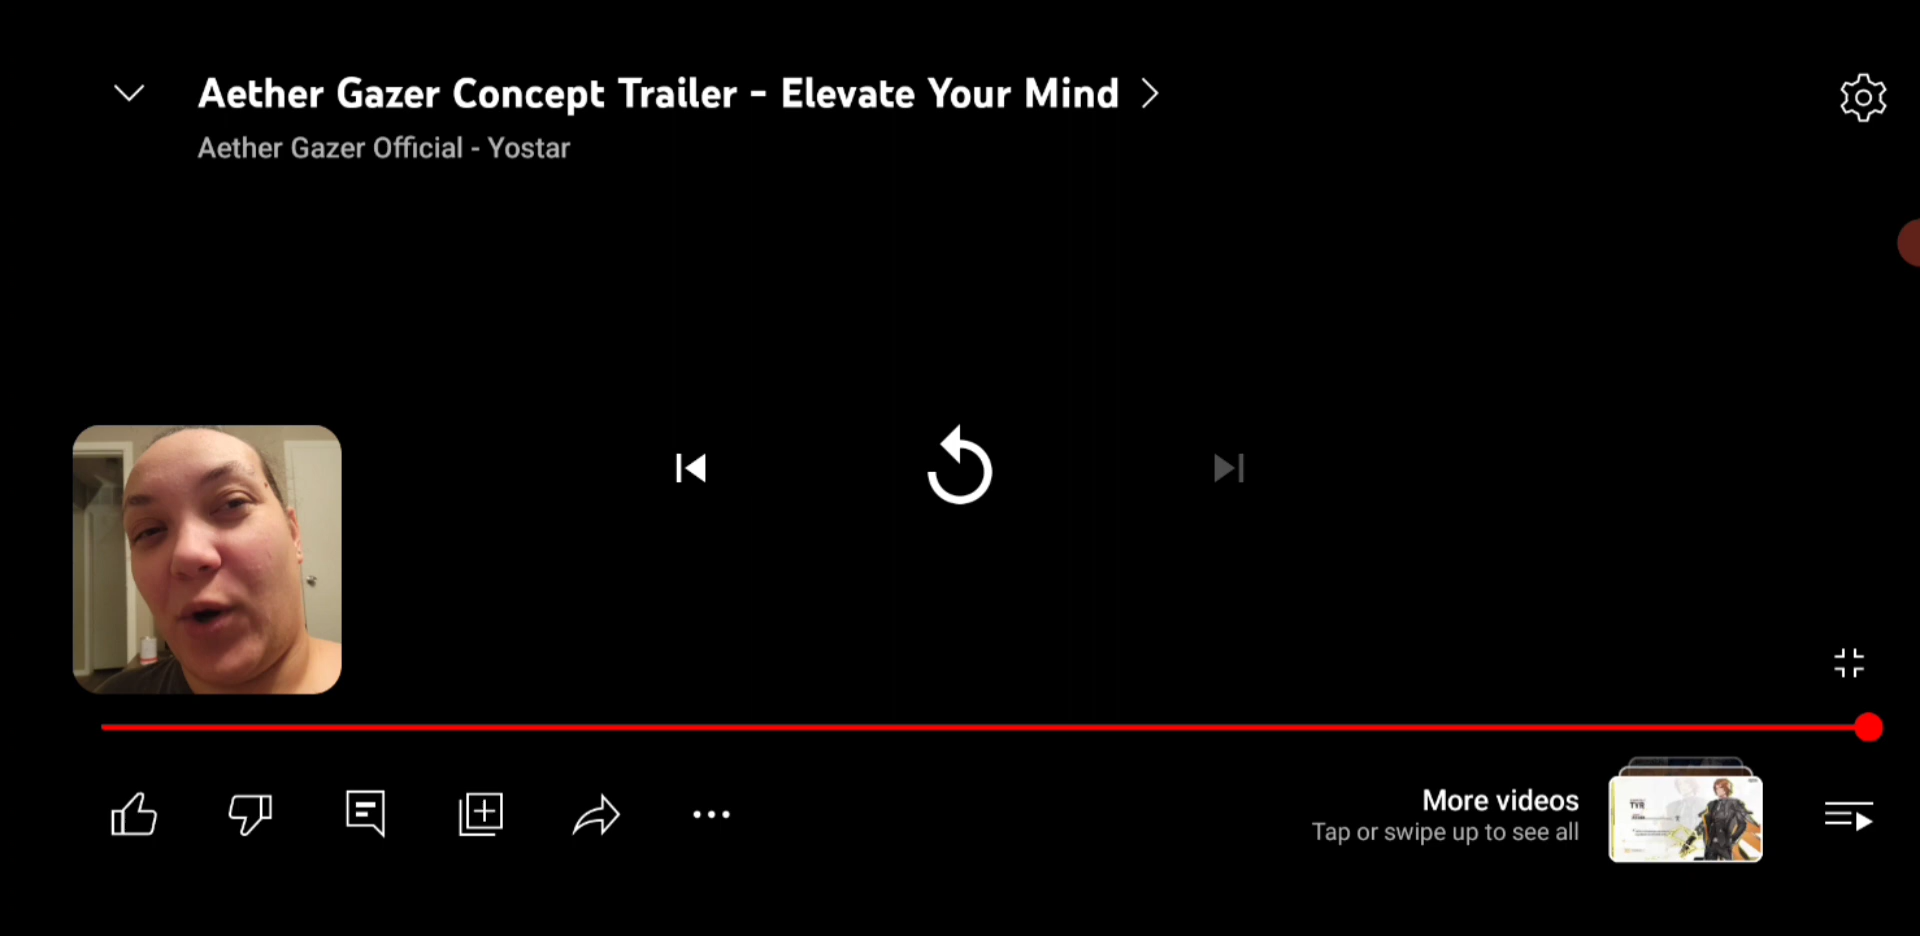 Aether Gazer Concept Trailer - Elevate Your Mind
Aether Gazer Official - Yostar
More videos
Tap or swipe up to see all
TYR